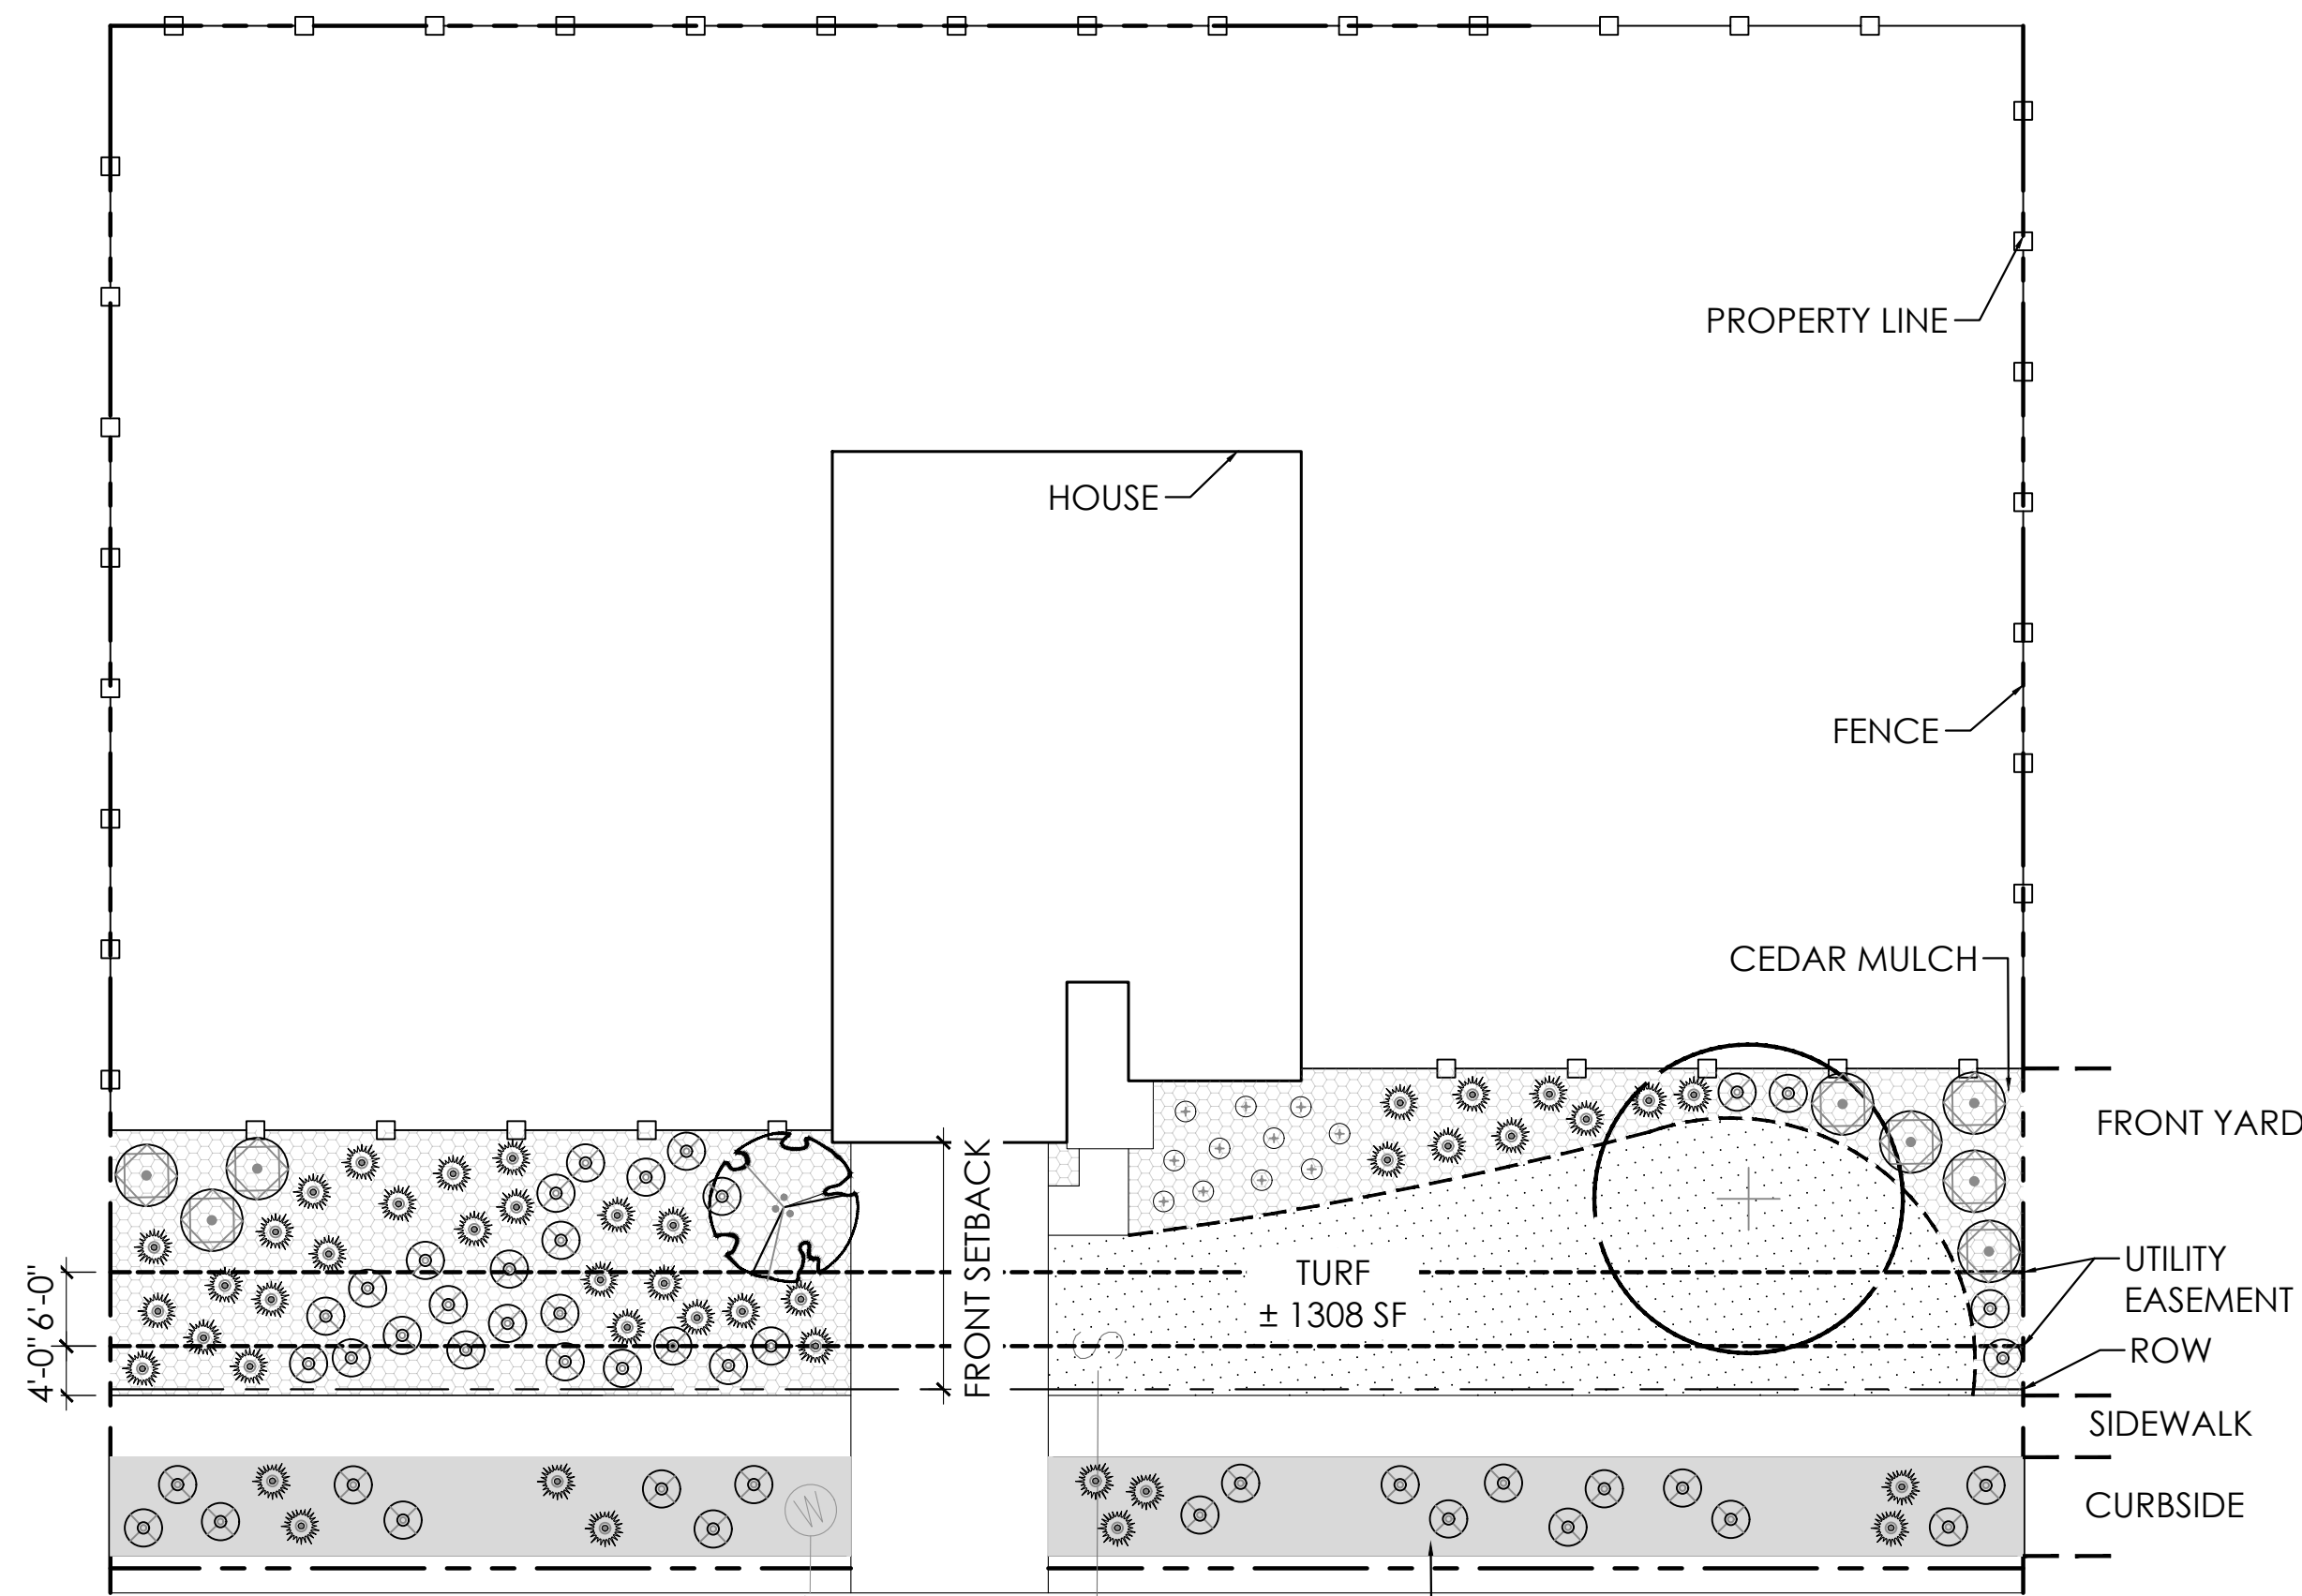 PROPERTY LINE
HOUSE
FENCE
CEDAR MULCH
FRONT YARD
FRONT SETBACK
UTILITY
EASEMENT
TURF
± 1308 SF
6'-0"
4'-0"
ROW
S
SIDEWALK
CURBSIDE
W